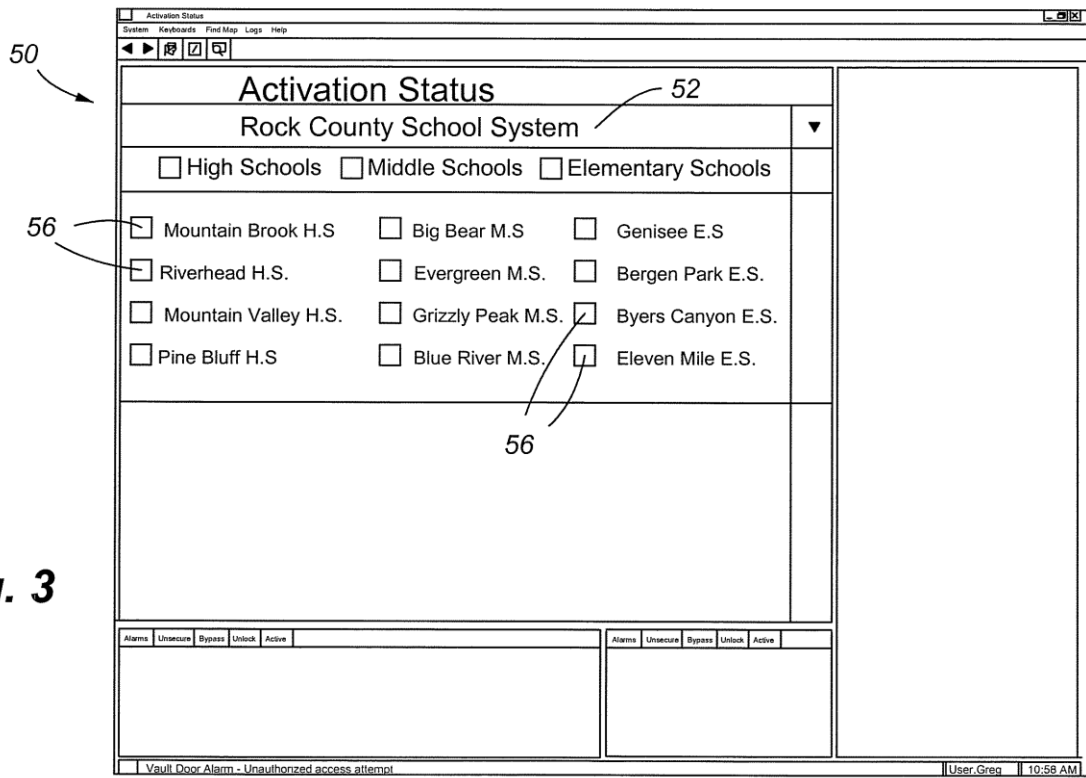 Activation Status
System Keyboards Find Map Logs Help
50
Activation Status
52
Rock County School System
High Schools Middle Schools Elementary Schools
56
Mountain Brook H.S Big Bear M.S Genisee E.S
Riverhead H.S. Evergreen M.S. Bergen Park E.S.
Mountain Valley H.S. Grizzly Peak M.S. Byers Canyon E.S.
Pine Bluff H.S Blue River M.S. Eleven Mile E.S.
56
. 3
Alarms Unsecure Bypass Unlock Active Alarms Unsecure Bypass Unlock Active
Vault Door Alarm - Unauthorized access attempt User.Greg 10:58 AM